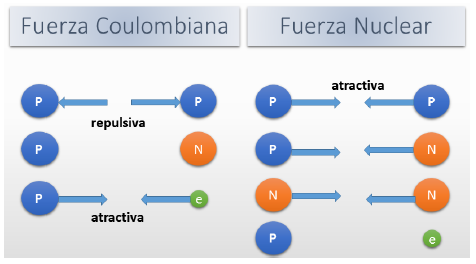 Fuerza Coulombiana
P P
repulsiva
P N
P e
atractiva
Fuerza Nuclear
atractiva
P P
P N
N N
P e